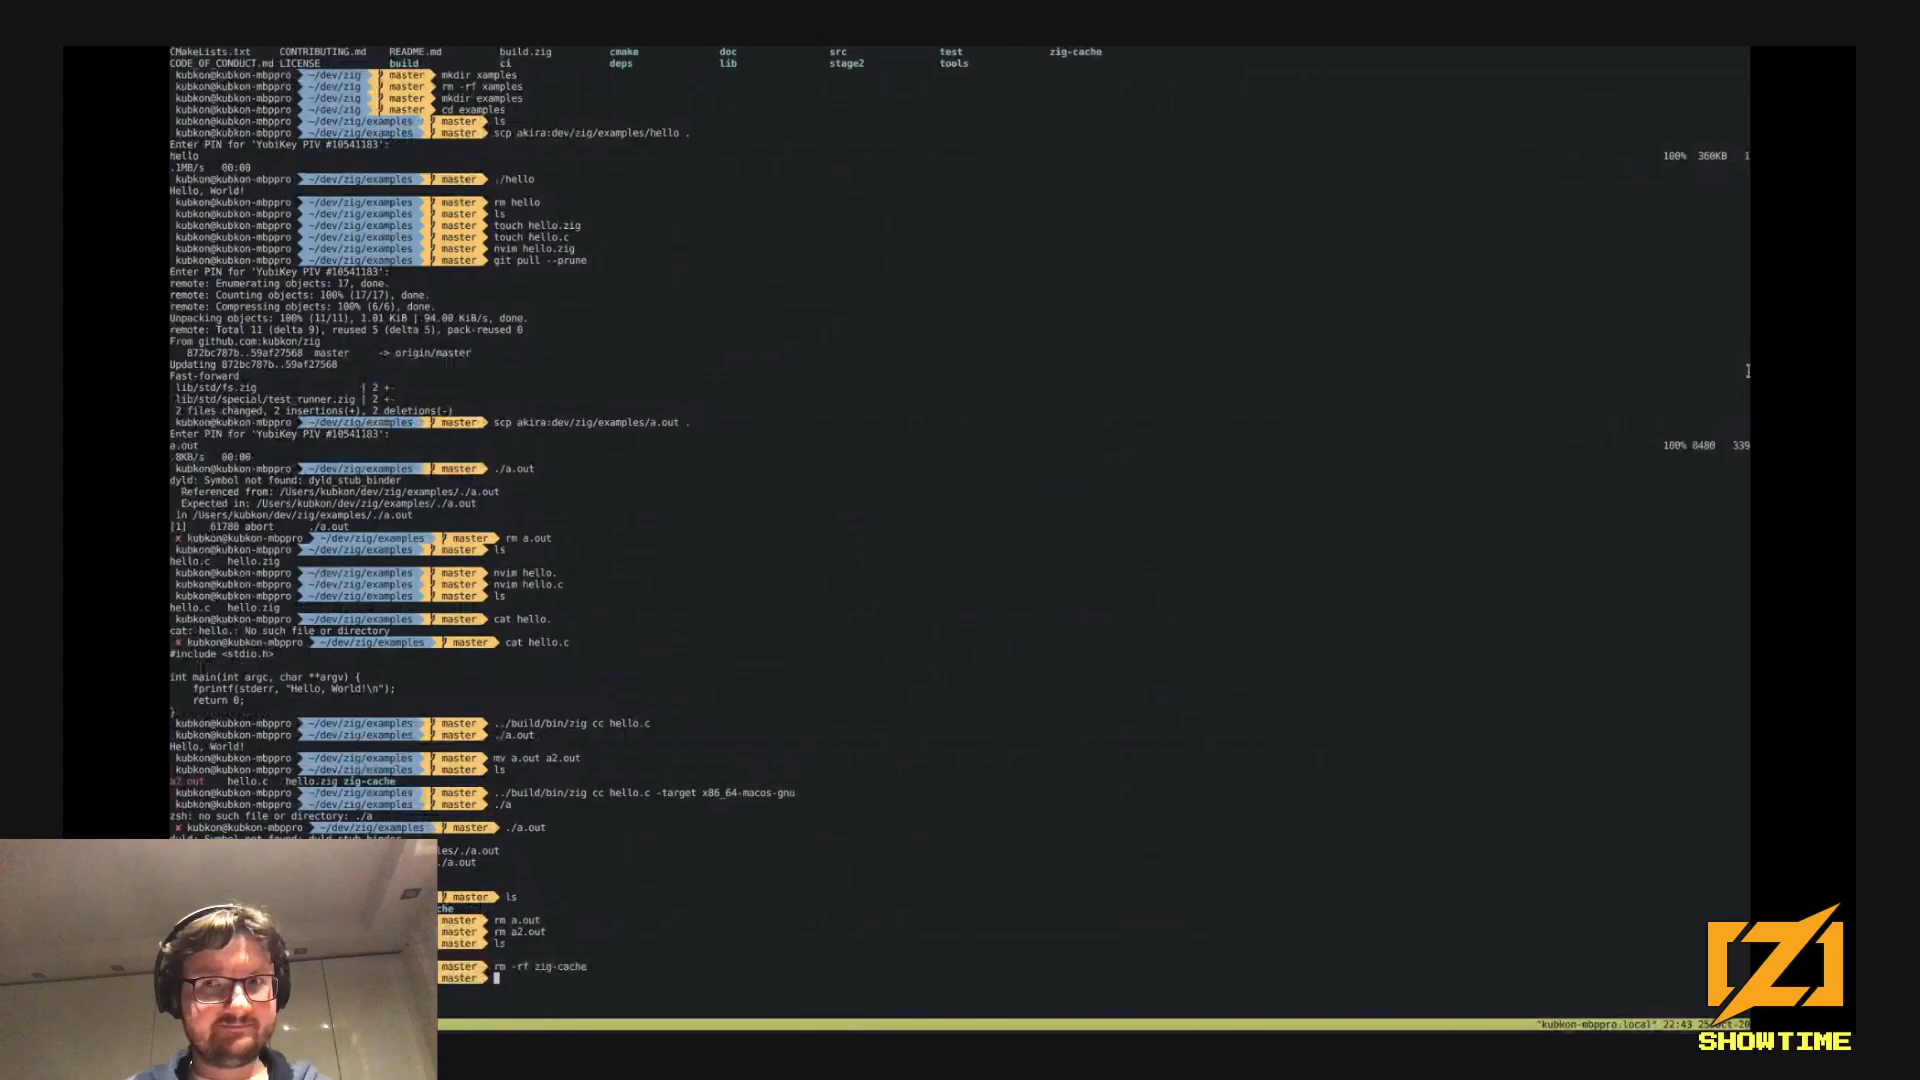 CMakeLists.txt CONTRIBUTING.md README.md build.zig cmake doc src test zig-cache
CODE_OF_CONDUCT.md LICENSE build ci deps lib stage2 tools
kubkon@kubkon-mbppro ~/dev/zig master mkdir xamples
kubkon@kubkon-mbppro ~/dev/zig master rm -rf xamples
kubkon@kubkon-mbppro ~/dev/zig master mkdir examples
kubkon@kubkon-mbppro ~/dev/zig master cd examples
kubkon@kubkon-mbppro ~/dev/zig/examples master ls
kubkon@kubkon-mbppro ~/dev/zig/examples master scp akira:dev/zig/examples/hello .
Enter PIN for 'YubiKey PIV #10541183':
hello 100% 360KB 1
.1MB/s 00:00
kubkon@kubkon-mbppro ~/dev/zig/examples master ./hello
Hello, World!
kubkon@kubkon-mbppro ~/dev/zig/examples master rm hello
kubkon@kubkon-mbppro ~/dev/zig/examples master ls
kubkon@kubkon-mbppro ~/dev/zig/examples master touch hello.zig
kubkon@kubkon-mbppro ~/dev/zig/examples master touch hello.c
kubkon@kubkon-mbppro ~/dev/zig/examples master nvim hello.zig
kubkon@kubkon-mbppro ~/dev/zig/examples master git pull --prune
Enter PIN for 'YubiKey PIV #10541183':
remote: Enumerating objects: 17, done.
remote: Counting objects: 100% (17/17), done.
remote: Compressing objects: 100% (6/6), done.
Unpacking objects: 100% (11/11), 1.01 KiB | 94.00 KiB/s, done.
remote: Total 11 (delta 9), reused 5 (delta 5), pack-reused 0
From github.com:kubkon/zig
872bc787b..59af27568 master -> origin/master
Updating 872bc787b..59af27568
Fast-forward
lib/std/fs.zig | 2 +-
lib/std/special/test_runner.zig | 2 +-
2 files changed, 2 insertions(+), 2 deletions(-)
kubkon@kubkon-mbppro ~/dev/zig/examples master scp akira:dev/zig/examples/a.out .
Enter PIN for 'YubiKey PIV #10541183':
a.out 100% 8480 339
.8KB/s 00:00
kubkon@kubkon-mbppro ~/dev/zig/examples master ./a.out
dyld: Symbol not found: dyld_stub_binder
Referenced from: /Users/kubkon/dev/zig/examples/./a.out
Expected in: /Users/kubkon/dev/zig/examples/./a.out
in /Users/kubkon/dev/zig/examples/./a.out
[1] 61780 abort ./a.out
✘ kubkon@kubkon-mbppro ~/dev/zig/examples master rm a.out
kubkon@kubkon-mbppro ~/dev/zig/examples master ls
hello.c hello.zig
kubkon@kubkon-mbppro ~/dev/zig/examples master nvim hello.
kubkon@kubkon-mbppro ~/dev/zig/examples master nvim hello.c
kubkon@kubkon-mbppro ~/dev/zig/examples master ls
hello.c hello.zig
kubkon@kubkon-mbppro ~/dev/zig/examples master cat hello.
cat: hello.: No such file or directory
✘ kubkon@kubkon-mbppro ~/dev/zig/examples master cat hello.c
#include <stdio.h>
int main(int argc, char **argv) {
fprintf(stderr, "Hello, World!\n");
return 0;
}
kubkon@kubkon-mbppro ~/dev/zig/examples master ../build/bin/zig cc hello.c
kubkon@kubkon-mbppro ~/dev/zig/examples master ./a.out
Hello, World!
kubkon@kubkon-mbppro ~/dev/zig/examples master mv a.out a2.out
kubkon@kubkon-mbppro ~/dev/zig/examples master ls
a2.out hello.c hello.zig zig-cache
kubkon@kubkon-mbppro ~/dev/zig/examples master ../build/bin/zig cc hello.c -target x86_64-macos-gnu
kubkon@kubkon-mbppro ~/dev/zig/examples master ./a
zsh: no such file or directory: ./a
✘ kubkon@kubkon-mbppro ~/dev/zig/examples master ./a.out
dyld: Symbol not found: dyld_stub_binder
les/./a.out
./a.out
master ls
che
master rm a.out
master rm a2.out
master ls
master rm -rf zig-cache
master
"kubkon-mbppro.local" 22:43 25-Oct-20
SHOWTIME